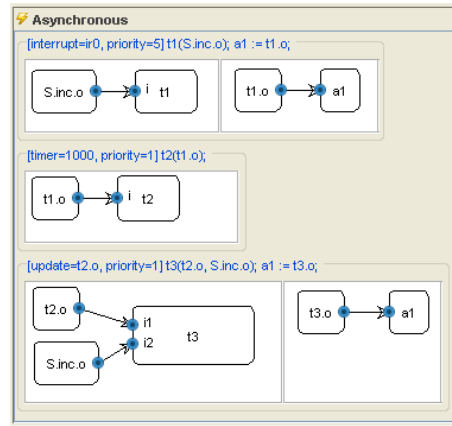 Asynchronous
[interrupt=ir0, priority=5] t1(S.inc.o); a1 := t1.o;
S.inc.o i t1 t1.o a1
[timer=1000, priority=1] t2(t1.o);
t1.o i t2
[update=t2.o, priority=1] t3(t2.o, S.inc.o); a1 := t3.o;
t2.o i1 t3 t3.o a1
S.inc.o i2